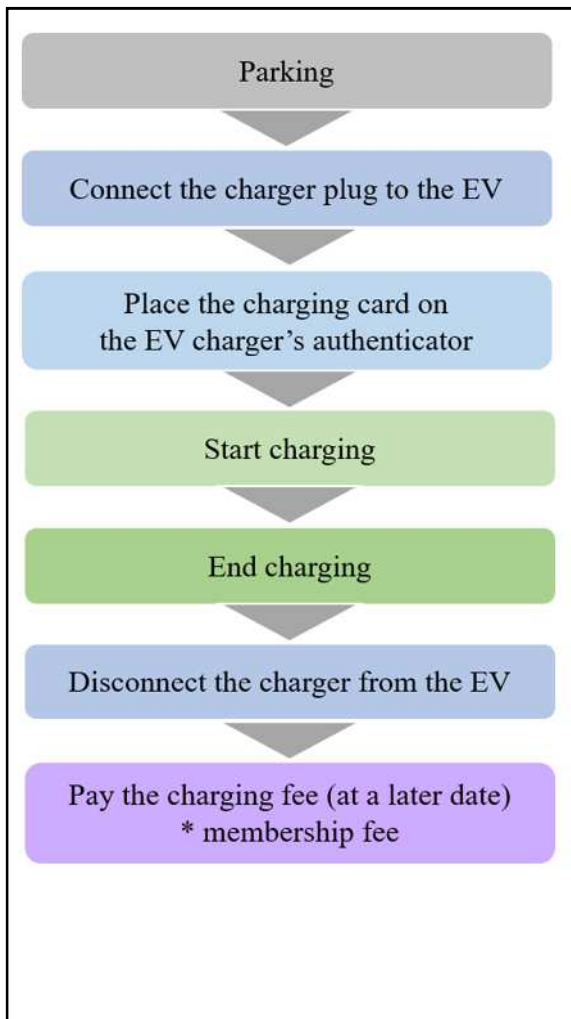 Parking
Connect the charger plug to the EV
Place the charging card on
the EV charger’s authenticator
Start charging
End charging
Disconnect the charger from the EV
Pay the charging fee (at a later date)
* membership fee